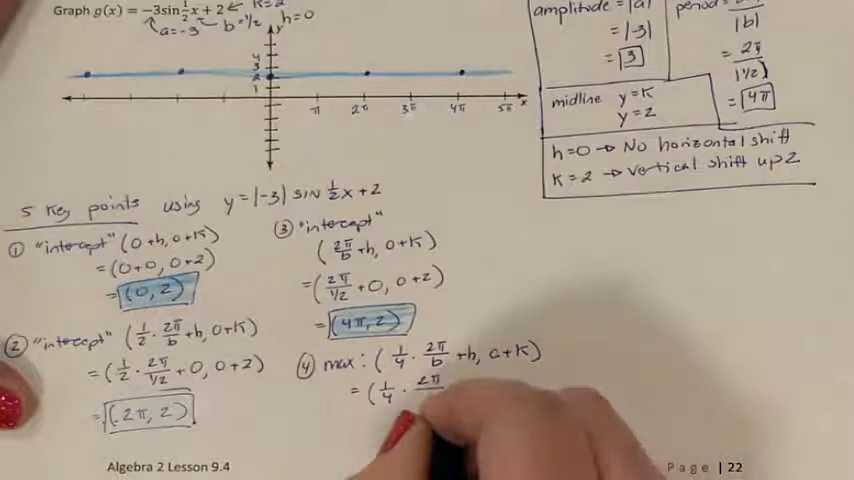 Graph g(x) = -3sin½x + 2 K=2
a=-3 b=1/2 h=0
y
4
3
2
1
π 2π 3π 4π 5π x
amplitude = |a|
= |-3|
= 3
period =
|b|
= 2π
|1/2|
= 4π
midline y=K
y=2
h=0 → No horizontal shift
K=2 → vertical shift up 2
5 Key points using y=|-3| sin ½x+2
① "intercept" (0+h, 0+K)
= (0+0, 0+2)
= (0, 2)
② "intercept" (1/2 · 2π/b + h, 0+K)
= (1/2 · 2π/1/2 + 0, 0+2)
= (2π, 2)
③ "intercept"
(2π/b + h, 0+K)
= (2π/1/2 + 0, 0+2)
= (4π, 2)
④ max: (1/4 · 2π/b + h, a+K)
= (1/4 · 2π
Algebra 2 Lesson 9.4
Page | 22